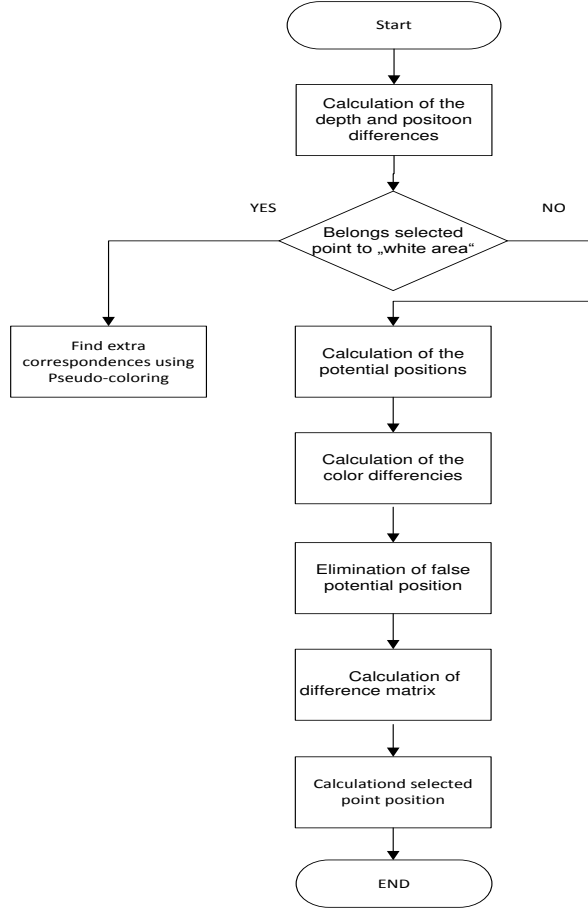 Start
Calculation of the
depth and positoon
differences
YES
NO
Belongs selected
point to „white area“
Find extra
correspondences using
Pseudo-coloring
Calculation of the
potential positions
Calculation of the
color differencies
Elimination of false
potential position
Calculation of
difference matrix
Calculationd selected
point position
END